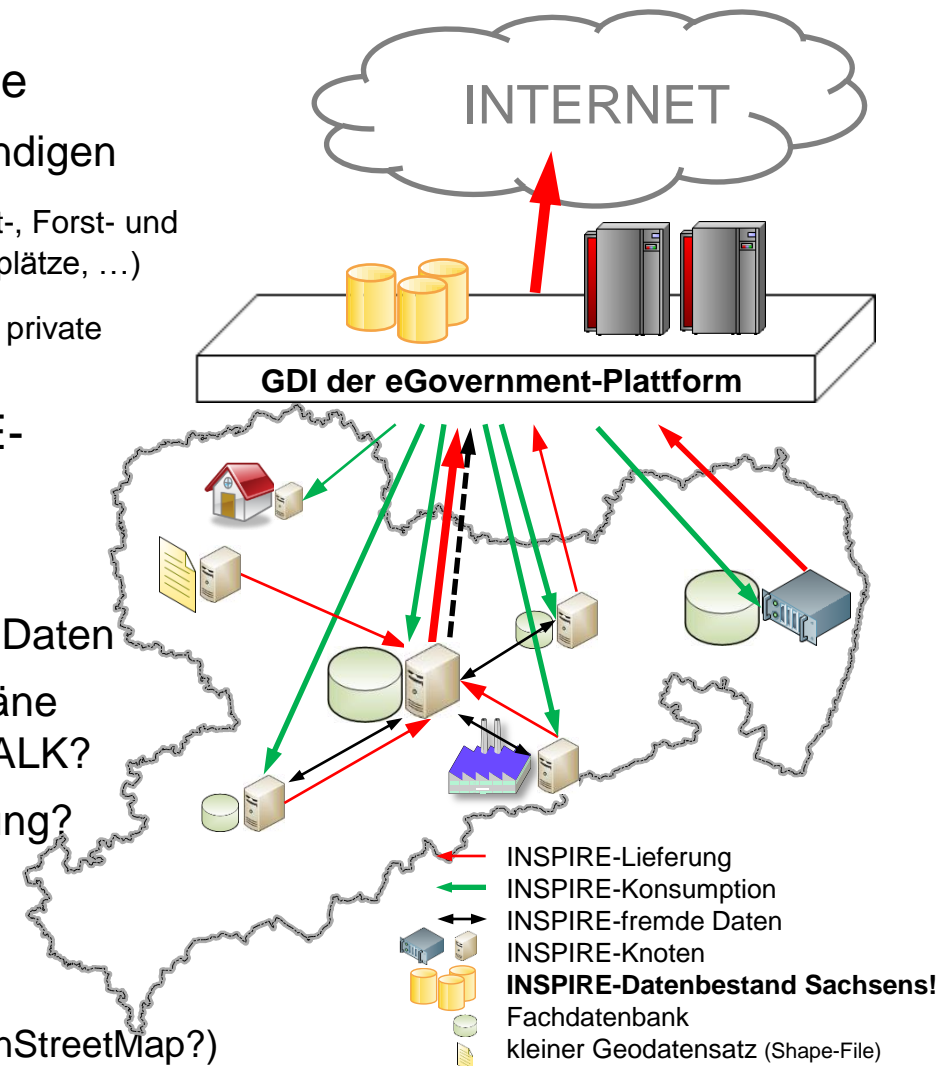 INTERNET
e
ndigen
t-, Forst- und
plätze, …)
private
GDI der eGovernment-Plattform
E-
Daten
äne
ALK?
ung?
INSPIRE-Lieferung
INSPIRE-Konsumption
INSPIRE-fremde Daten
INSPIRE-Knoten
INSPIRE-Datenbestand Sachsens!
Fachdatenbank
nStreetMap?)
kleiner Geodatensatz (Shape-File)